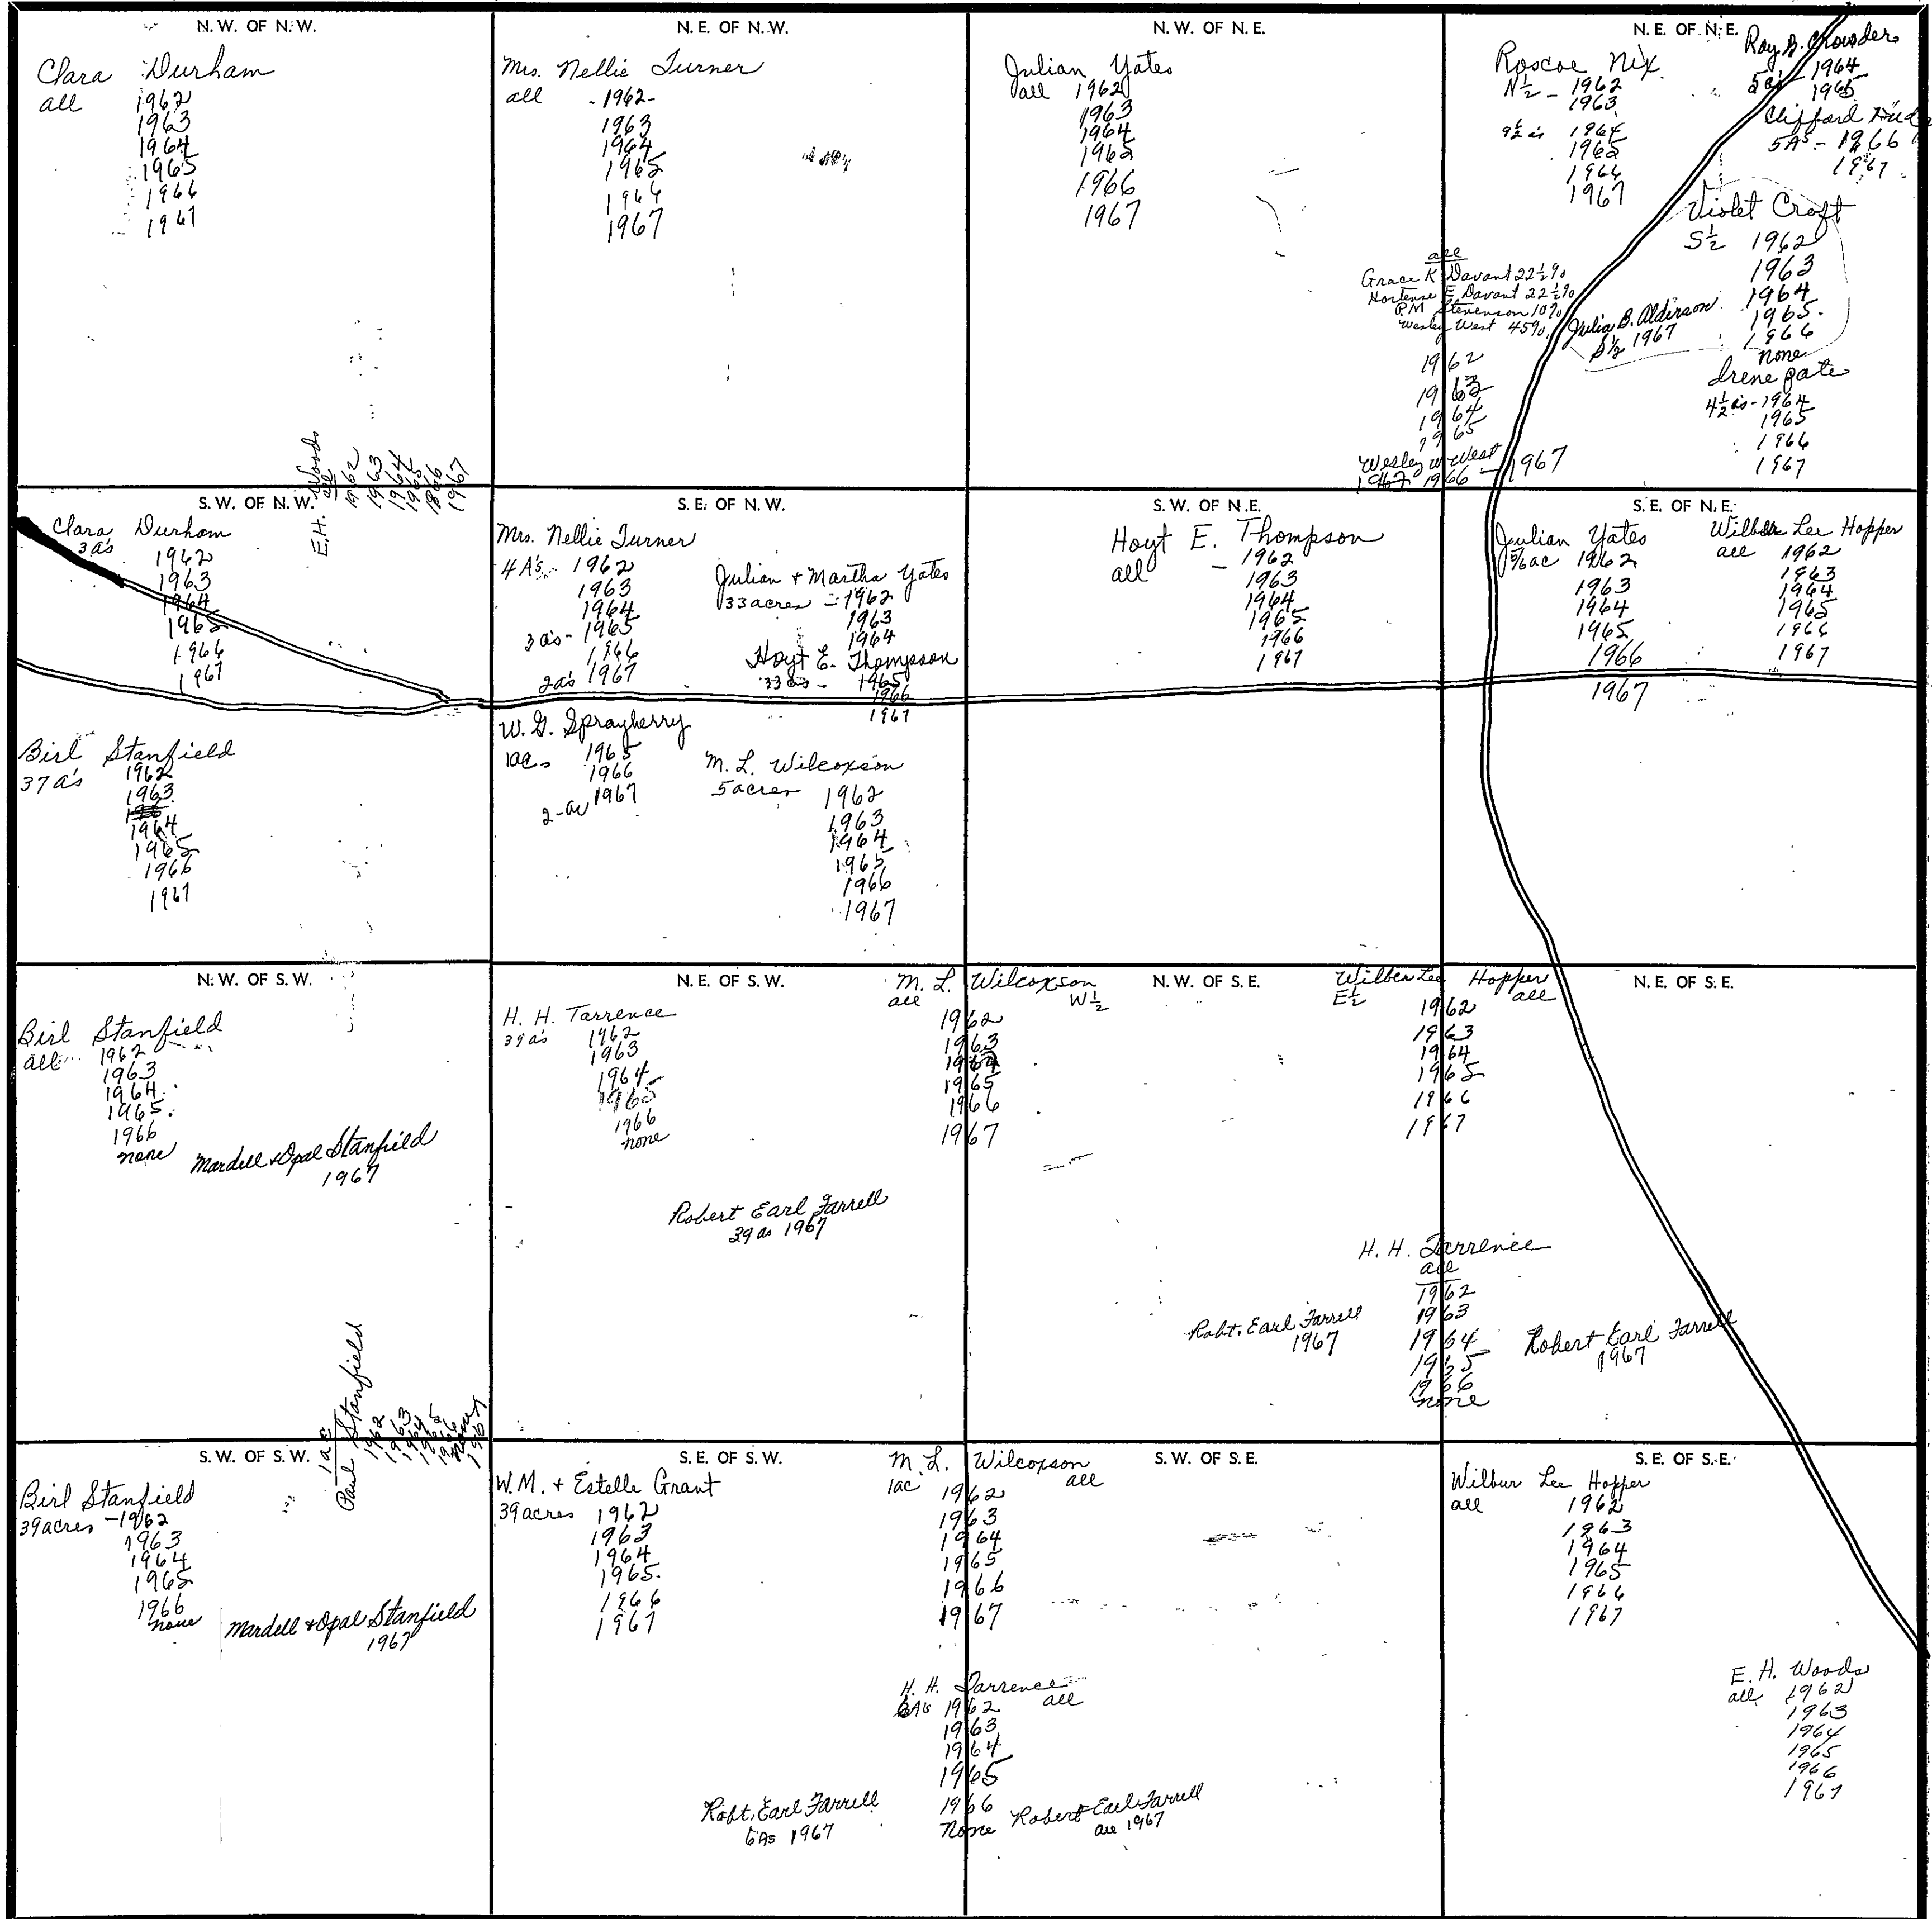 N.W. OF N.W.
Clara Durham
all 1962
1963
1964
1965
1966
1967
E.H. Woods
all
1962
1963
1964
1965
1866
1967
N.E. OF N.W.
Mrs. Nellie Turner
all - 1962 -
1963
1964
1965
1966
1967
N.W. OF N.E.
Julian Yates
all 1962
1963
1964
1965
1966
1967
N.E. OF N.E.
Roscoe Nix
N½ - 1962
1963
9½ a's 1964
1965
1966
1967
Roy B. Crowders
1964
1965
Clifford
5A's - 1966
1967
Violet Croft
S½ 1962
1963
1964
1965.
1966
none
all
Grace K Davant 22½%
Hortense E Davant 22½%
P.M Stevenson 10%
Wesley West 45%
1962
1963
1964
1965
Wesley W West
1967 1966 - 1967
Julia B. Alderson
S½ 1967
Irene Pate
4½ a's - 1964
1965
1966
1967
S.W. OF N.W.
Clara Durham
3 a's
1962
1963
1964
1965
1966
1967
Birl Stanfield
37 a's 1962
1963
1964
1965
1966
1967
S.E. OF N.W.
Mrs. Nellie Turner
4 A's 1962
1963
1964
3 a's - 1965
1966
2 a's 1967
Julian + Martha Yates
33 acres - 1962
1963
1964
Hoyt E. Thompson
33 a's - 1965
1966
1967
W. G. Sprayberry
1965
1966
2-ac 1967
M. L. Wilcoxson
5 acres 1962
1963
1964
1965
1966
1967
S.W. OF N.E.
Hoyt E. Thompson
all - 1962
1963
1964
1965
1966
1967
S.E. OF N.E.
Julian Yates
1962
1963
1964
1965
1966
1967
Wilber Lee Hopper
all 1962
1963
1964
1965
1966
1967
N.W. OF S.W.
Birl Stanfield
all 1962
1963
1964.
1965.
1966
none
Mardell & Opal Stanfield
1967
1 ac
Paul Stanfield
1962
1963
1964
1965
1966
none
1967
N.E. OF S.W.
H. H. Tarrence
39 a's 1962
1963
1964
1965
1966
none
Robert Earl Farrell
39 as 1967
M. L. Wilcoxson
all W½
1962
1963
1964
1965
1966
1967
N.W. OF S.E.
Wilber Lee Hopper
E½ all
1962
1963
1964
1965
1966
1967
N.E. OF S.E.
H. H. Tarrence
all
1962
1963
1964
1965
1966
none
Robt. Earl Farrell
1967
Robert Earl Farrell
1967
S.W. OF S.W.
Birl Stanfield
39 acres - 1962
1963
1964
1965
1966
none
Mardell & Opal Stanfield
1967
S.E. OF S.W.
W.M. + Estelle Grant
39 acres 1962
1963
1964
1965.
1966
1967
M. L. Wilcoxson
1ac all
1962
1963
1964
1965
1966
1967
S.W. OF S.E.
H. H. Tarrence
6A's 1962 all
1963
1964
1965
1966
None
Robt. Earl Farrell
6 As 1967
Robert Earl Farrell
all 1967
S.E. OF S.E.
Wilbur Lee Hopper
all 1962
1963
1964
1965
1966
1967
E. H. Woods
all 1962
1963
1964
1965
1966
1967